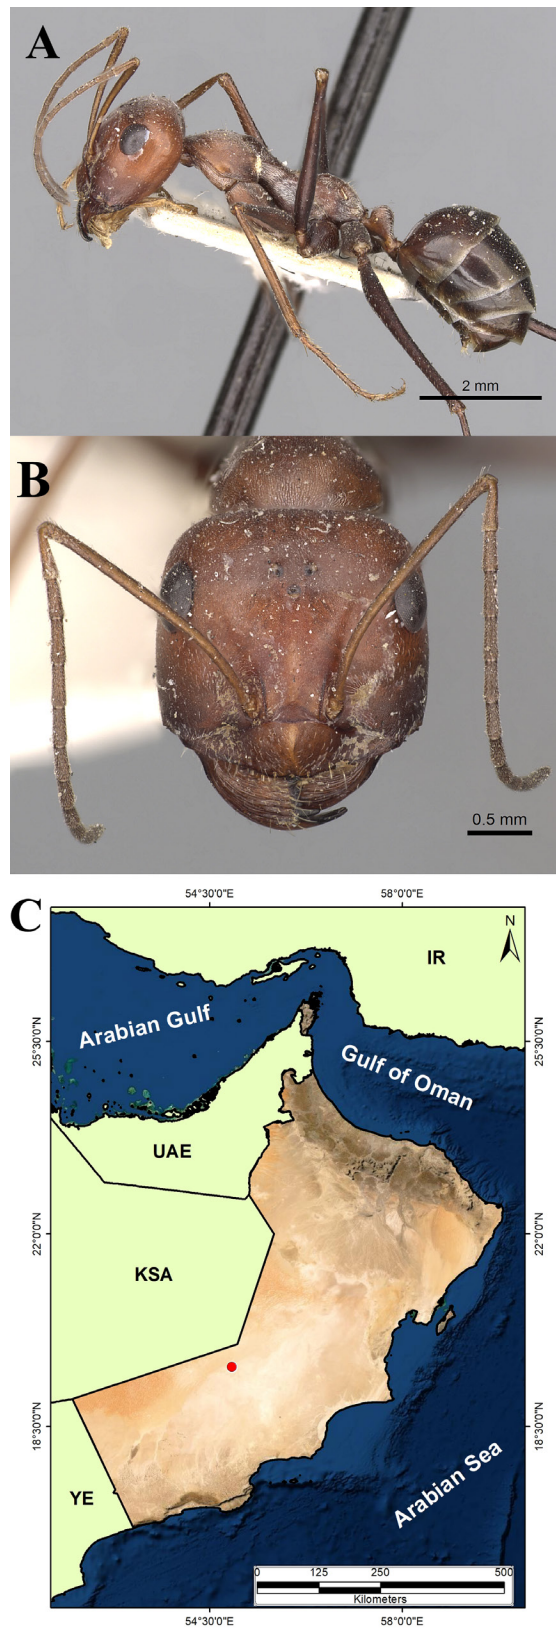 A
2 mm
B
0.5 mm
C
54°30'0"E
58°0'0"E
N
IR
Arabian Gulf
25°30'0"N
25°30'0"N
Gulf of Oman
UAE
22°0'0"N
22°0'0"N
KSA
18°30'0"N
18°30'0"N
YE
Arabian Sea
0
125
250
500
Kilometers
54°30'0"E
58°0'0"E